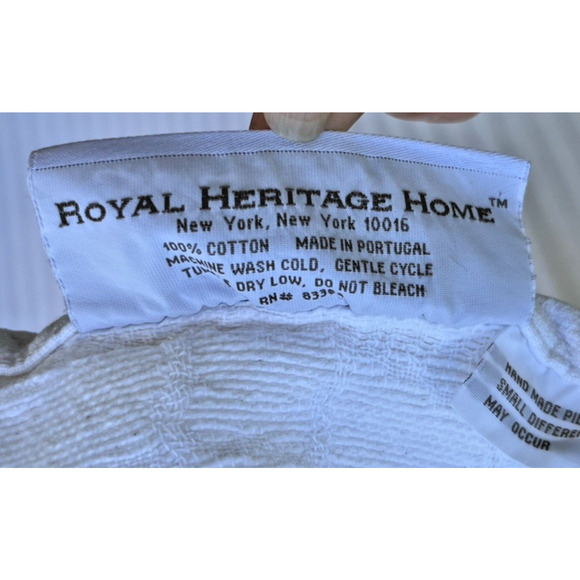 ROYAL HERITAGE HOME™
New York, New York 10016
100% COTTON MADE IN PORTUGAL
MACHINE WASH COLD, GENTLE CYCLE
DRY LOW, DO NOT BLEACH
RN#
HAND MADE
SMALL
MAY OCCUR